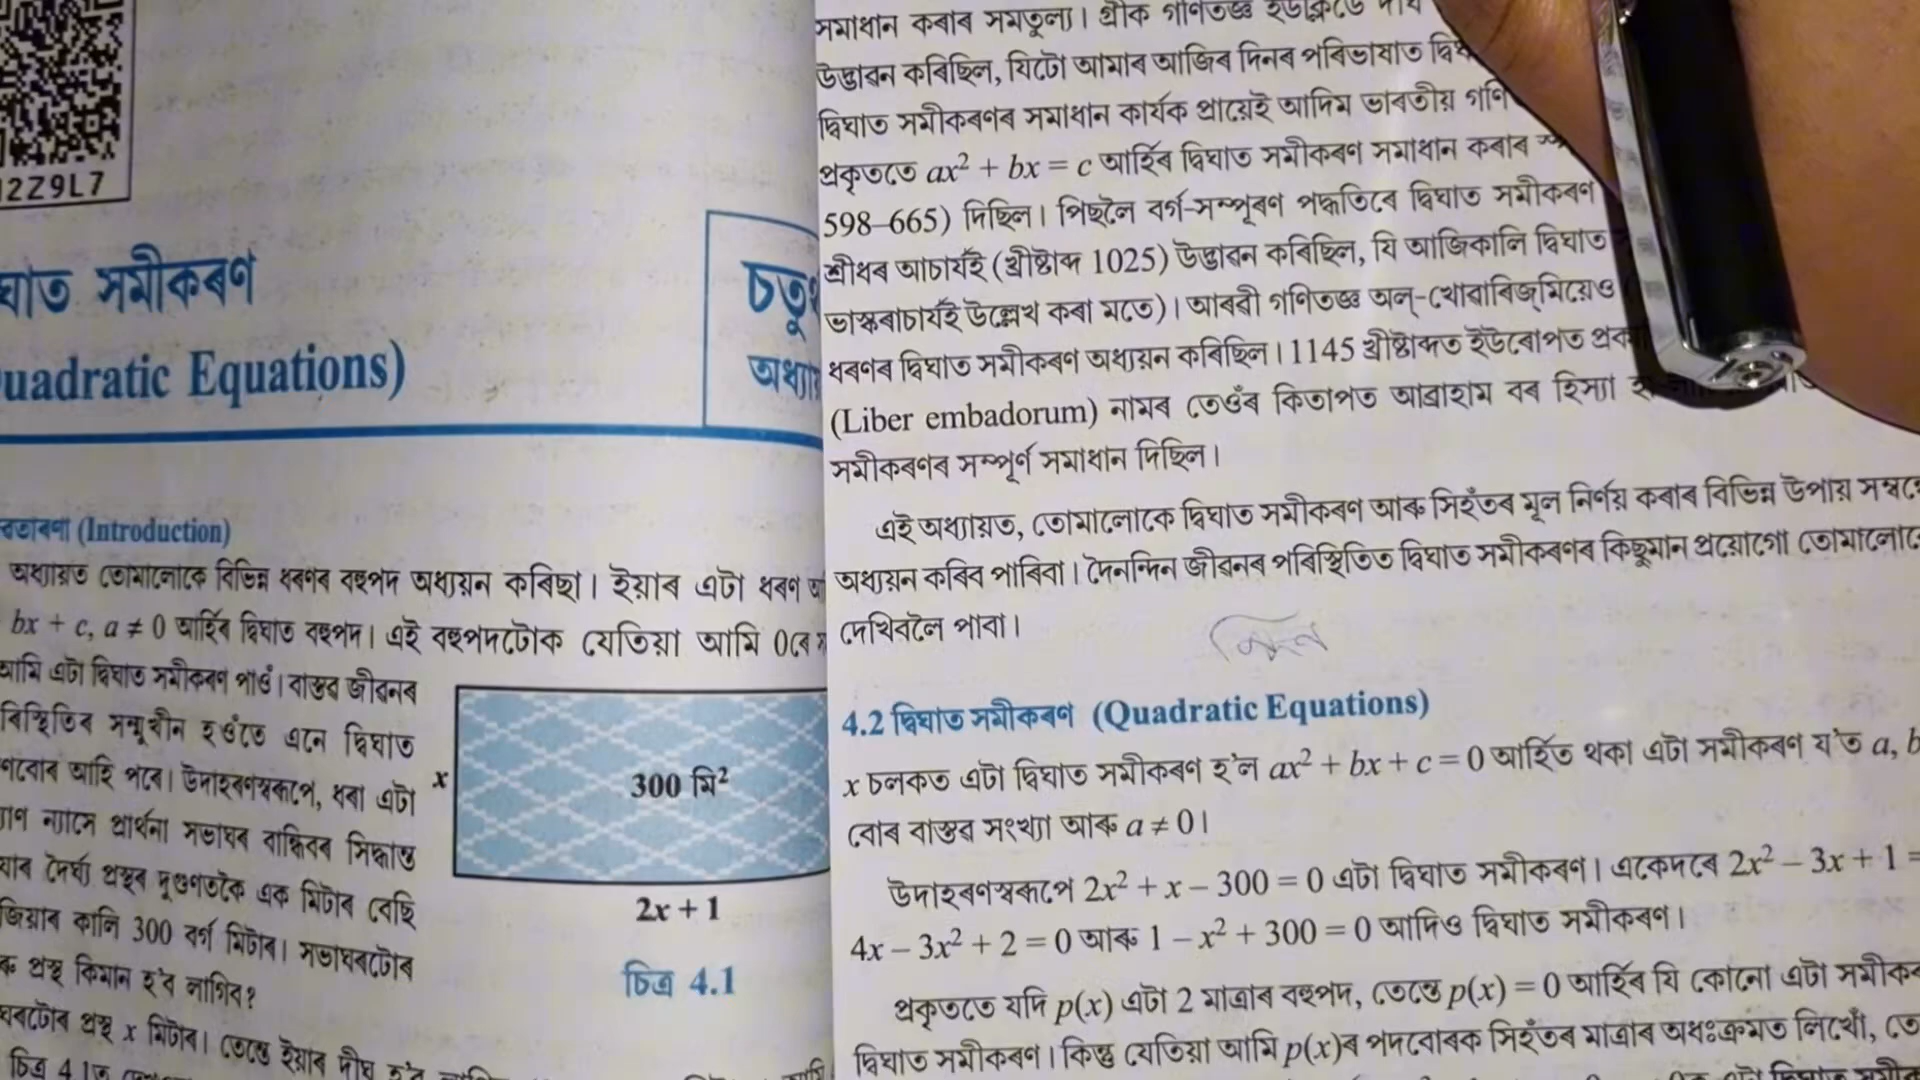 2Z9L7
সমীকৰণ
uadratic Equations)
(Introduction)
অধ্যায়ত তোমালোকে বিভিন্ন ধৰণৰ বহুপদ অধ্যয়ন কৰিছা। ইয়াৰ এটা ধৰণ
bx + c, a ≠ 0 আৰ্হিৰ দ্বিঘাত বহুপদ। এই বহুপদটোক যেতিয়া আমি 0ৰে
আমি এটা দ্বিঘাত সমীকৰণ পাওঁ। বাস্তৱ জীৱনৰ
সন্মুখীন হওঁতে এনে দ্বিঘাত
আহি পৰে। উদাহৰণস্বৰূপে, ধৰা এটা
ন্যাসে প্ৰাৰ্থনা সভাঘৰ বান্ধিবৰ সিদ্ধান্ত
যাৰ দৈৰ্ঘ্য প্ৰস্থৰ দুগুণতকৈ এক মিটাৰ বেছি
কালি 300 বৰ্গ মিটাৰ। সভাঘৰটোৰ
প্ৰস্থ কিমান হ'ব লাগিব?
প্ৰস্থ x মিটাৰ। তেন্তে ইয়াৰ দীঘ হ'ব
চিত্ৰ 4.1ত
x
300 মি²
2x + 1
চিত্ৰ 4.1
সমাধান কৰাৰ সমতুল্য। গ্ৰীক গণিতজ্ঞ ইউক্লিডে
উদ্ভাৱন কৰিছিল, যিটো আমাৰ আজিৰ দিনৰ পৰিভাষাত
দ্বিঘাত সমীকৰণৰ সমাধান কাৰ্যক প্ৰায়েই আদিম ভাৰতীয়
প্ৰকৃততে ax² + bx = c আৰ্হিৰ দ্বিঘাত সমীকৰণ সমাধান কৰাৰ
598–665) দিছিল। পিছলৈ বৰ্গ-সম্পূৰণ পদ্ধতিৰে দ্বিঘাত সমীকৰণ
শ্ৰীধৰ আচাৰ্যই (খ্ৰীষ্টাব্দ 1025) উদ্ভাৱন কৰিছিল, যি আজিকালি দ্বিঘাত
ভাস্কৰাচাৰ্যই উল্লেখ কৰা মতে)। আৰবী গণিতজ্ঞ অল্-খোৱাৰিজ্‌মিয়েও
ধৰণৰ দ্বিঘাত সমীকৰণ অধ্যয়ন কৰিছিল। 1145 খ্ৰীষ্টাব্দত ইউৰোপত
(Liber embadorum) নামৰ তেওঁৰ কিতাপত আব্ৰাহাম বৰ হিস্যা
সমীকৰণৰ সম্পূৰ্ণ সমাধান দিছিল।
এই অধ্যায়ত, তোমালোকে দ্বিঘাত সমীকৰণ আৰু সিহঁতৰ মূল নিৰ্ণয় কৰাৰ বিভিন্ন উপায়
অধ্যয়ন কৰিব পাৰিবা। দৈনন্দিন জীৱনৰ পৰিস্থিতিত দ্বিঘাত সমীকৰণৰ কিছুমান প্ৰয়োগো
দেখিবলৈ পাবা।
4.2 দ্বিঘাত সমীকৰণ (Quadratic Equations)
x চলকত এটা দ্বিঘাত সমীকৰণ হ'ল ax² + bx + c = 0 আৰ্হিত থকা এটা সমীকৰণ য'ত a, b
বোৰ বাস্তৱ সংখ্যা আৰু a ≠ 0।
উদাহৰণস্বৰূপে 2x² + x – 300 = 0 এটা দ্বিঘাত সমীকৰণ। একেদৰে 2x² – 3x + 1 =
4x – 3x² + 2 = 0 আৰু 1 – x² + 300 = 0 আদিও দ্বিঘাত সমীকৰণ।
প্ৰকৃততে যদি p(x) এটা 2 মাত্ৰাৰ বহুপদ, তেন্তে p(x) = 0 আৰ্হিৰ যি কোনো এটা
দ্বিঘাত সমীকৰণ। কিন্তু যেতিয়া আমি p(x)ৰ পদবোৰক সিহঁতৰ মাত্ৰাৰ অধঃক্ৰমত লিখোঁ,